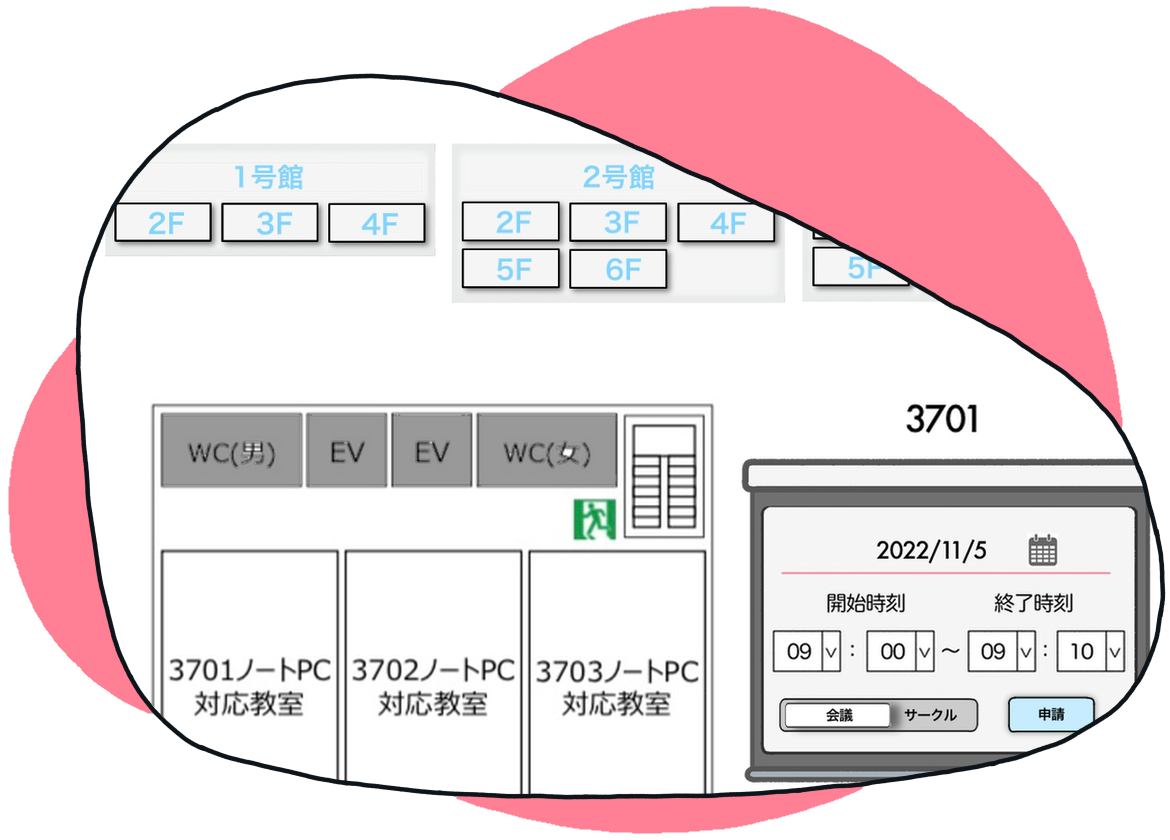 1号館
2F 3F 4F
2号館
2F 3F 4F
5F 6F
5F
WC(男) EV EV WC(女)
3701ノートPC
対応教室
3702ノートPC
対応教室
3703ノートPC
対応教室
3701
2022/11/5
開始時刻 終了時刻
09 : 00 ～ 09 : 10
会議 サークル 申請